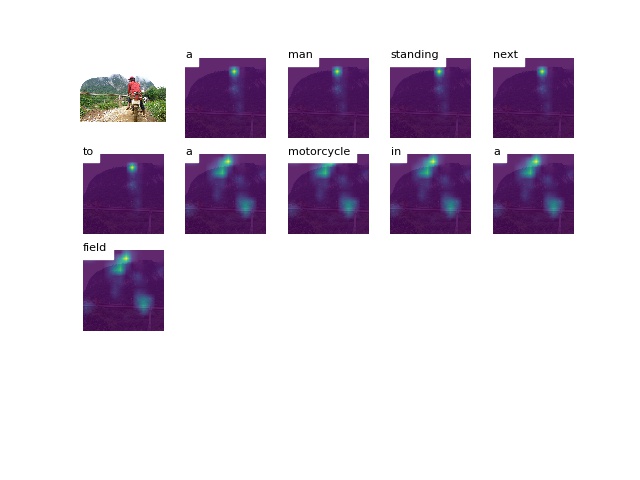 a man standing next
to a motorcycle in a
field